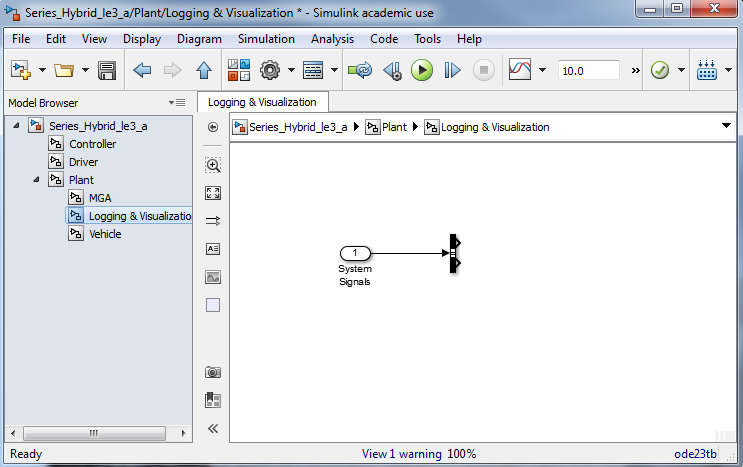 Series_Hybrid_le3_a/Plant/Logging & Visualization * - Simulink academic use
File Edit View Display Diagram Simulation Analysis Code Tools Help
10.0 »
Model Browser
Logging & Visualization
Series_Hybrid_le3_a
Controller
Driver
Plant
MGA
Logging & Visualizatio
Vehicle
Series_Hybrid_le3_a Plant Logging & Visualization
A
1
System
Signals
Ready View 1 warning 100% ode23tb